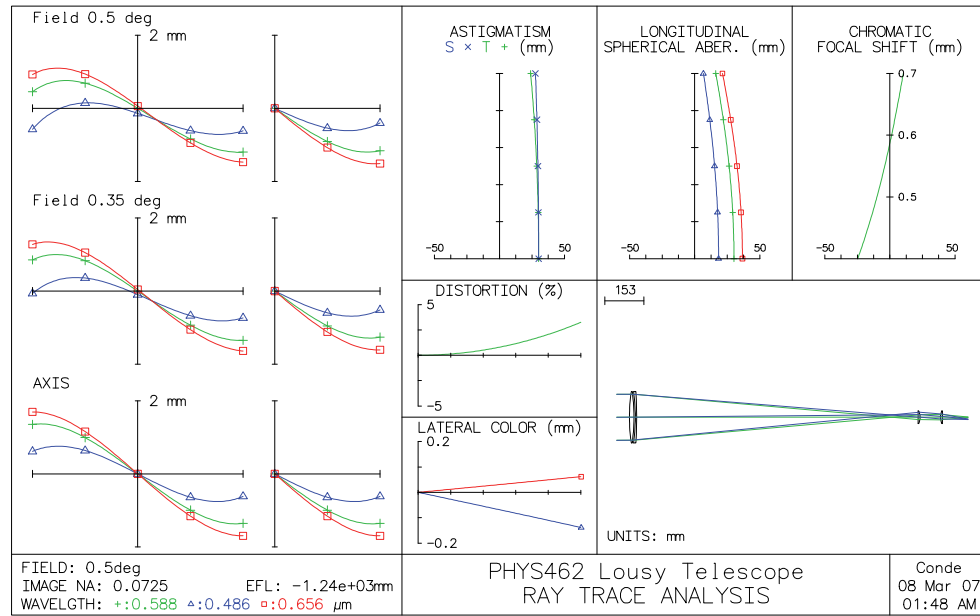 Field 0.5 deg
2 mm
Field 0.35 deg
2 mm
AXIS
2 mm
ASTIGMATISM
S × T + (mm)
-50 50
LONGITUDINAL
SPHERICAL ABER. (mm)
-50 50
CHROMATIC
FOCAL SHIFT (mm)
0.7
0.6
0.5
-50 50
DISTORTION (%)
5
-5
LATERAL COLOR (mm)
0.2
-0.2
153
UNITS: mm
FIELD: 0.5deg
IMAGE NA: 0.0725 EFL: -1.24e+03mm
WAVELGTH: +:0.588 △:0.486 □:0.656 µm
PHYS462 Lousy Telescope
RAY TRACE ANALYSIS
Conde
08 Mar 07
01:48 AM